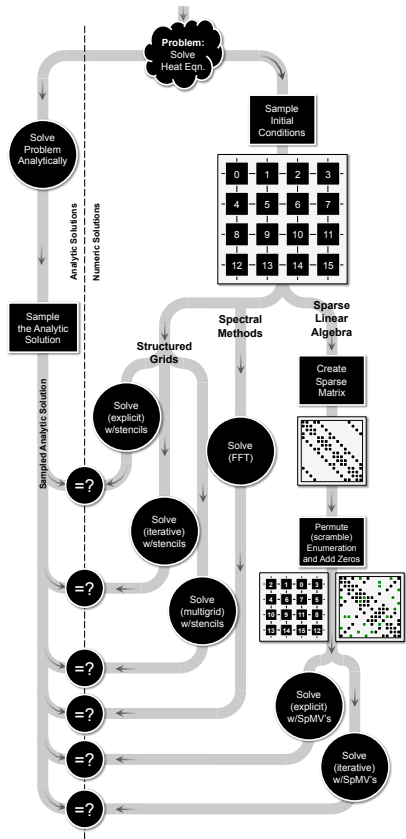 Problem:
Solve
Heat Eqn.
Sample
Initial
Conditions
Solve
Problem
Analytically
0 1 2 3
4 5 6 7
8 9 10 11
12 13 14 15
Analytic Solutions
Numeric Solutions
Sample
the Analytic
Solution
Sampled Analytic Solution
Structured
Grids
Spectral
Methods
Sparse
Linear
Algebra
Create
Sparse
Matrix
Solve
(explicit)
w/stencils
Solve
(FFT)
=?
Solve
(iterative)
w/stencils
Permute
(scramble)
Enumeration
and Add Zeros
2 1 0 3
4 6 7 5
10 9 11 8
13 14 15 12
=?
Solve
(multigrid)
w/stencils
=?
Solve
(explicit)
w/SpMV's
=?
=?
Solve
(iterative)
w/SpMV's
=?